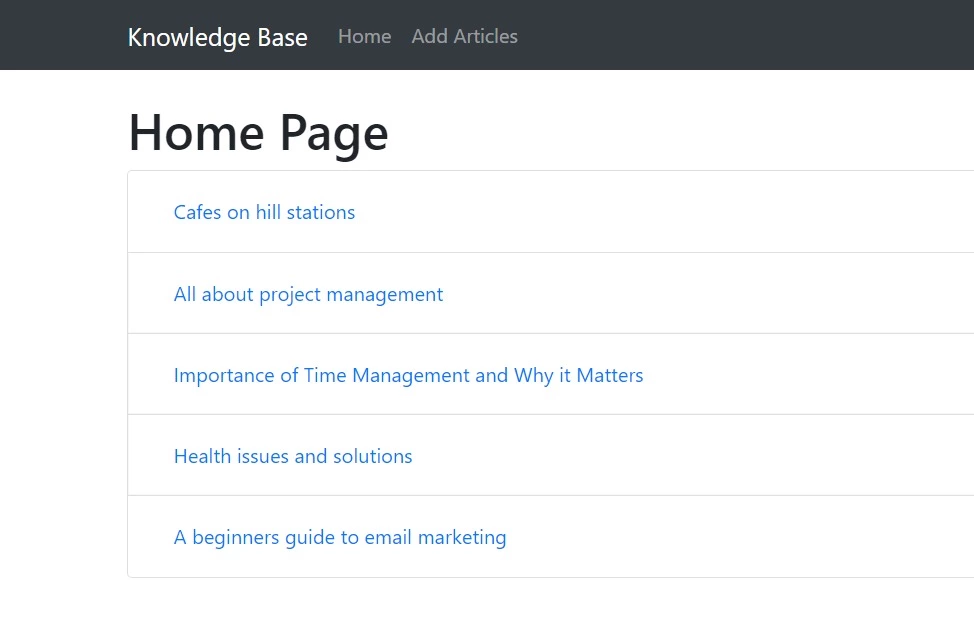 Knowledge Base Home Add Articles
Home Page
Cafes on hill stations
All about project management
Importance of Time Management and Why it Matters
Health issues and solutions
A beginners guide to email marketing